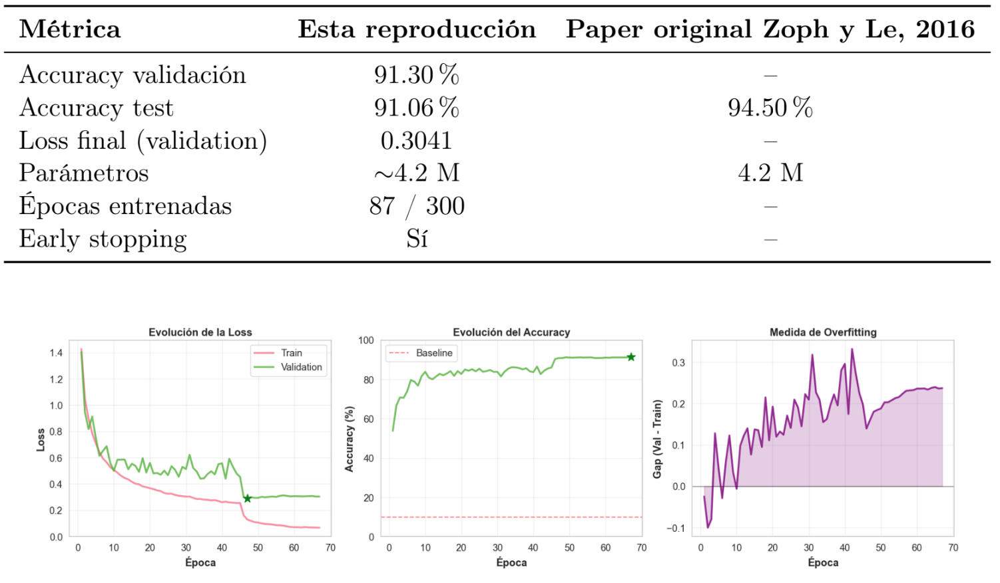 Métrica Esta reproducción Paper original Zoph y Le, 2016
Accuracy validación 91.30 % –
Accuracy test 91.06 % 94.50 %
Loss final (validation) 0.3041 –
Parámetros ∼4.2 M 4.2 M
Épocas entrenadas 87 / 300 –
Early stopping Sí –
Evolución de la Loss
Loss
1.4
1.2
1.0
0.8
0.6
0.4
0.2
0.0
Train
Validation
0 10 20 30 40 50 60 70
Época
Evolución del Accuracy
Accuracy (%)
100
80
60
40
20
0
Baseline
0 10 20 30 40 50 60 70
Época
Medida de Overfitting
Gap (Val - Train)
0.3
0.2
0.1
0.0
−0.1
0 10 20 30 40 50 60 70
Época